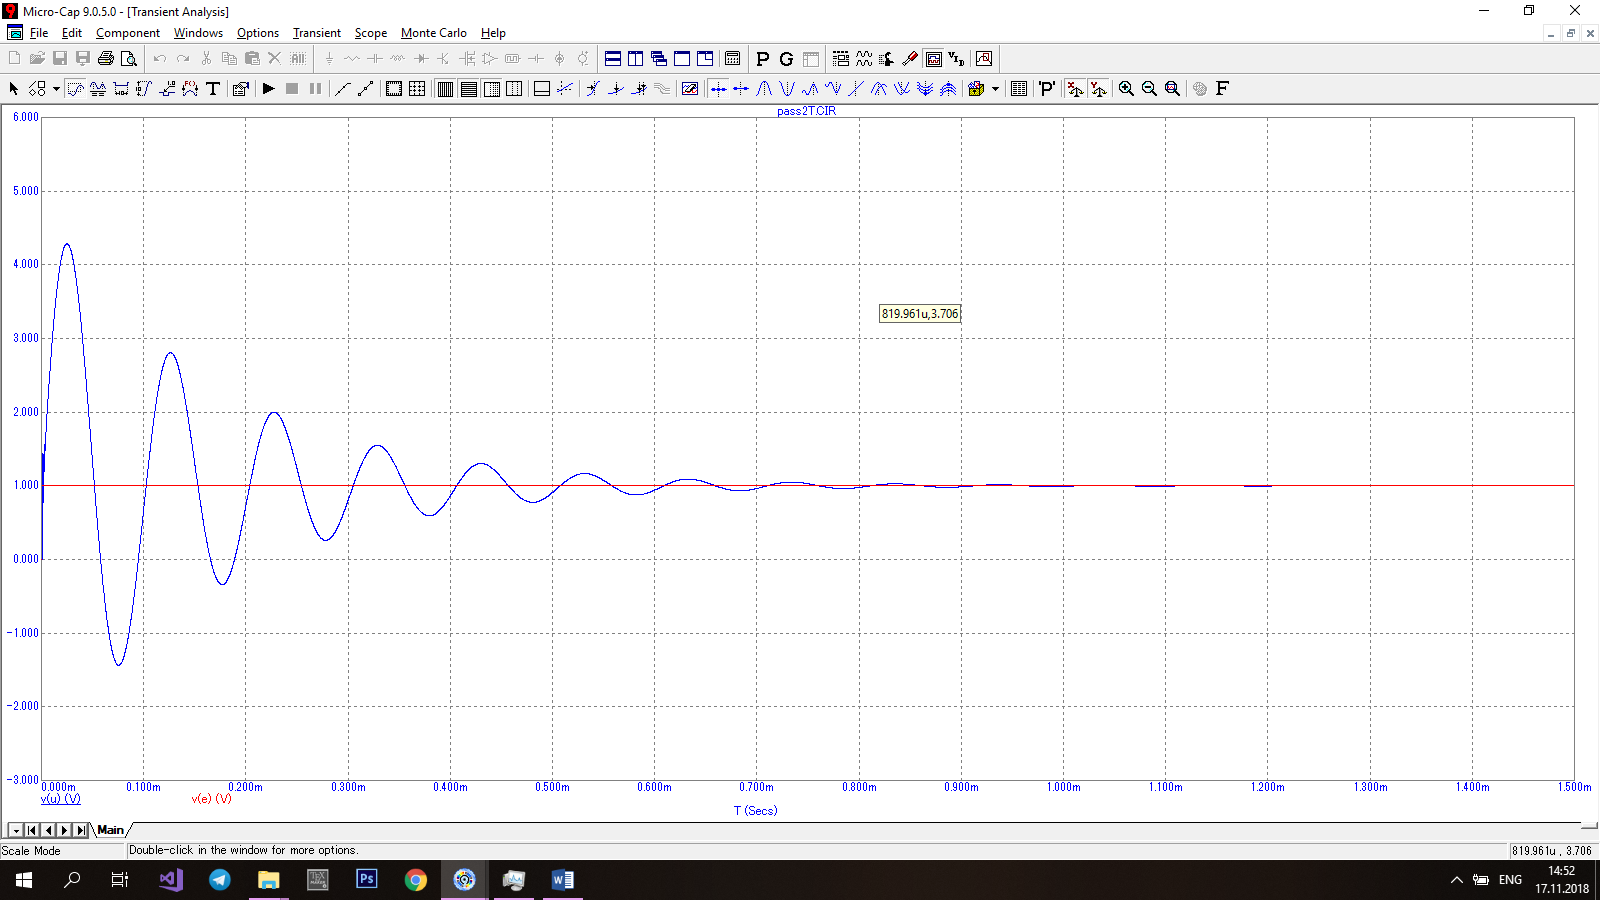 Micro-Cap 9.0.5.0 - [Transient Analysis]
File Edit Component Windows Options Transient Scope Monte Carlo Help
P G
T 'P' F
pass2T.CIR
6.000
5.000
4.000
819.961u,3.706
3.000
2.000
1.000
0.000
-1.000
-2.000
-3.000
0.000m 0.100m 0.200m 0.300m 0.400m 0.500m 0.600m 0.700m 0.800m 0.900m 1.000m 1.100m 1.200m 1.300m 1.400m 1.500m
v(u) (V) v(e) (V)
T (Secs)
Main
Scale Mode Double-click in the window for more options. 819.961u , 3.706
Ps W ENG 14:52
17.11.2018